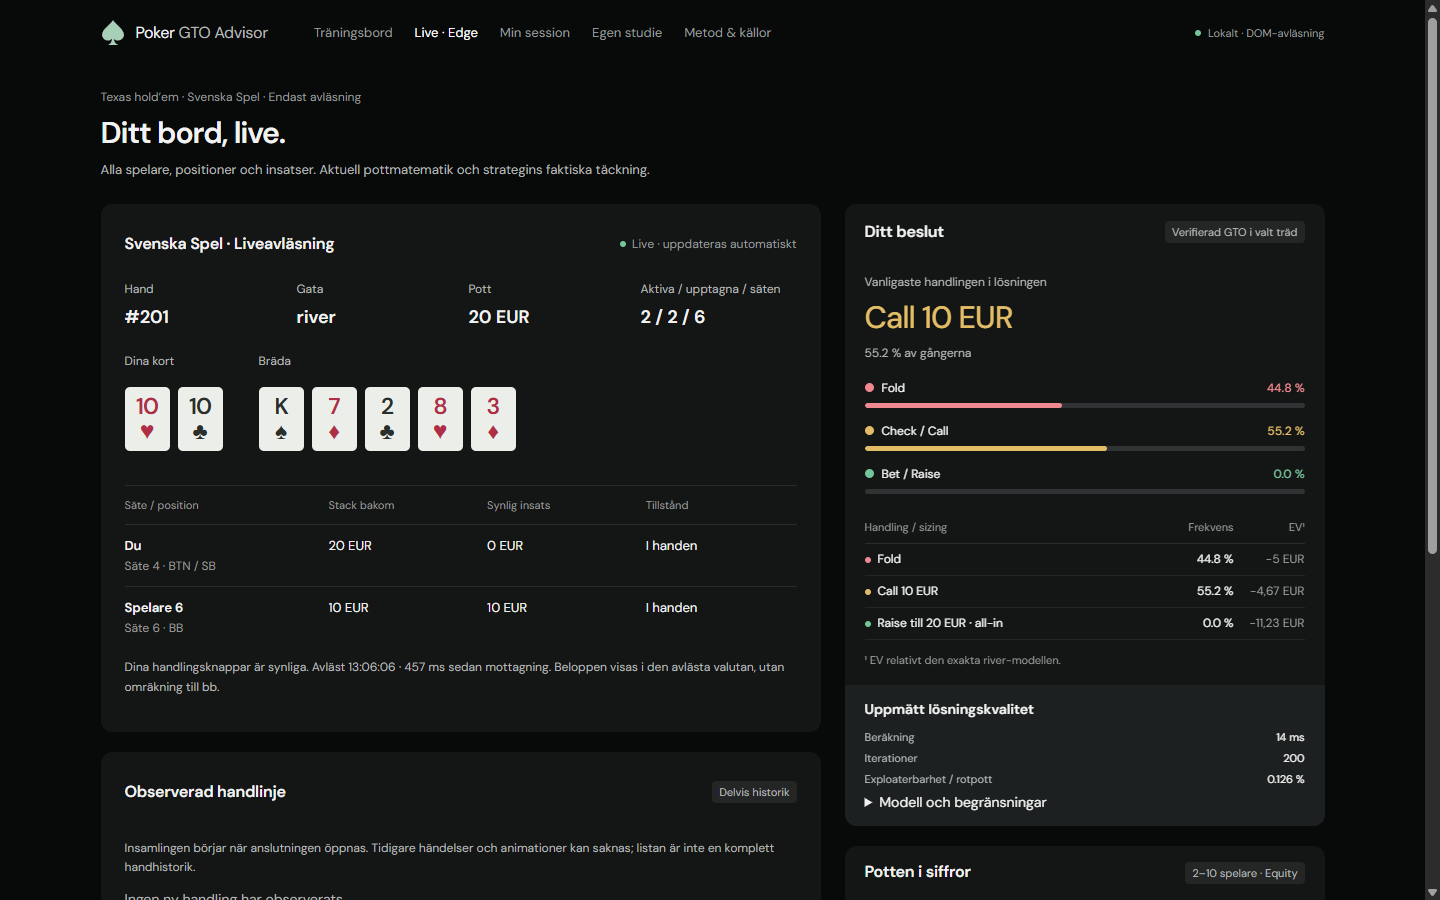 Poker GTO Advisor
Träningsbord
Live · Edge
Min session
Egen studie
Metod & källor
Lokalt · DOM-avläsning
Texas hold'em · Svenska Spel · Endast avläsning
Ditt bord, live.
Alla spelare, positioner och insatser. Aktuell pottmatematik och strategins faktiska täckning.
Svenska Spel · Liveavläsning
Live · uppdateras automatiskt
Hand
Gata
Pott
Aktiva / upptagna / säten
#201
river
20 EUR
2 / 2 / 6
Dina kort
Bräda
10 ♥
10 ♣
K ♠
7 ♦
2 ♣
8 ♥
3 ♦
Säte / position
Stack bakom
Synlig insats
Tillstånd
Du
20 EUR
0 EUR
I handen
Säte 4 · BTN / SB
Spelare 6
10 EUR
10 EUR
I handen
Säte 6 · BB
Dina handlingsknappar är synliga. Avläst 13:06:06 · 457 ms sedan mottagning. Beloppen visas i den avlästa valutan, utan
omräkning till bb.
Observerad handlinje
Delvis historik
Insamlingen börjar när anslutningen öppnas. Tidigare händelser och animationer kan saknas; listan är inte en komplett
handhistorik.
Ingen ny handling har observerats.
Ditt beslut
Verifierad GTO i valt träd
Vanligaste handlingen i lösningen
Call 10 EUR
55.2 % av gångerna
Fold
44.8 %
Check / Call
55.2 %
Bet / Raise
0.0 %
Handling / sizing
Frekvens
EV¹
Fold
44.8 %
−5 EUR
Call 10 EUR
55.2 %
−4,67 EUR
Raise till 20 EUR · all-in
0.0 %
−11,23 EUR
¹ EV relativt den exakta river-modellen.
Uppmätt lösningskvalitet
Beräkning
14 ms
Iterationer
200
Exploaterbarhet / rotpott
0.126 %
Modell och begränsningar
Potten i siffror
2–10 spelare · Equity